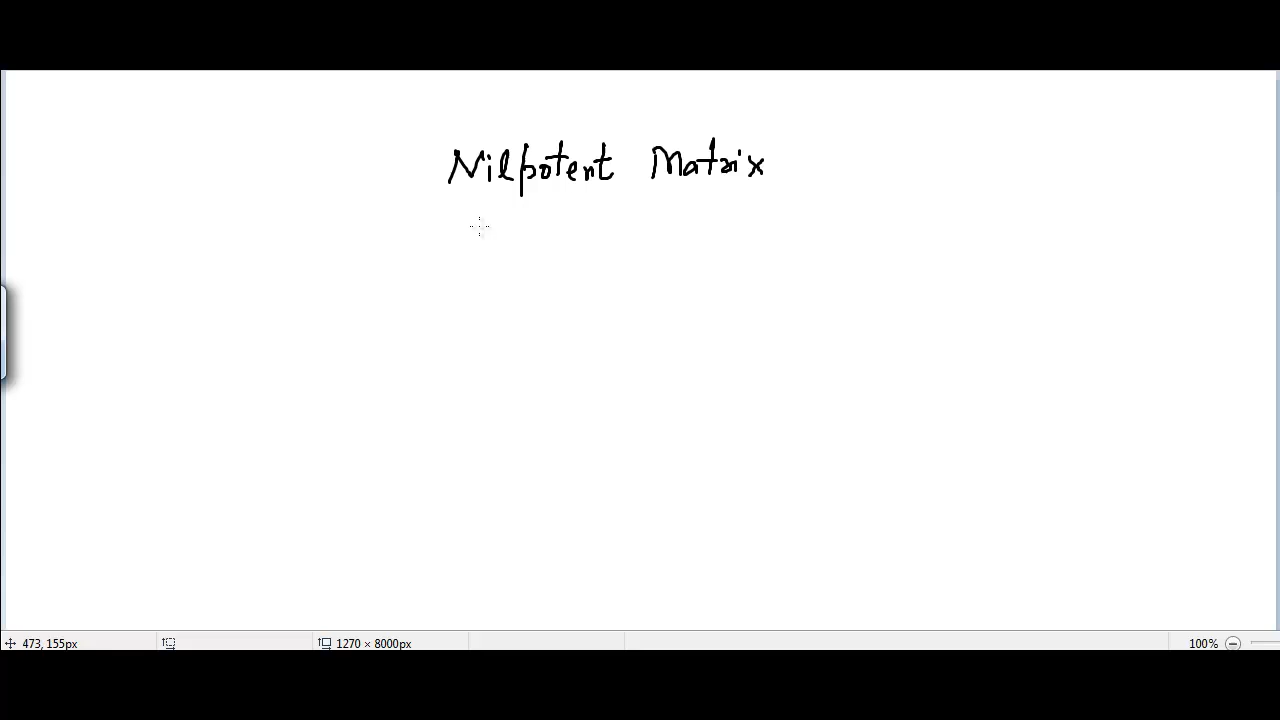 Nilpotent Matrix
473, 155px
1270 × 8000px
100%